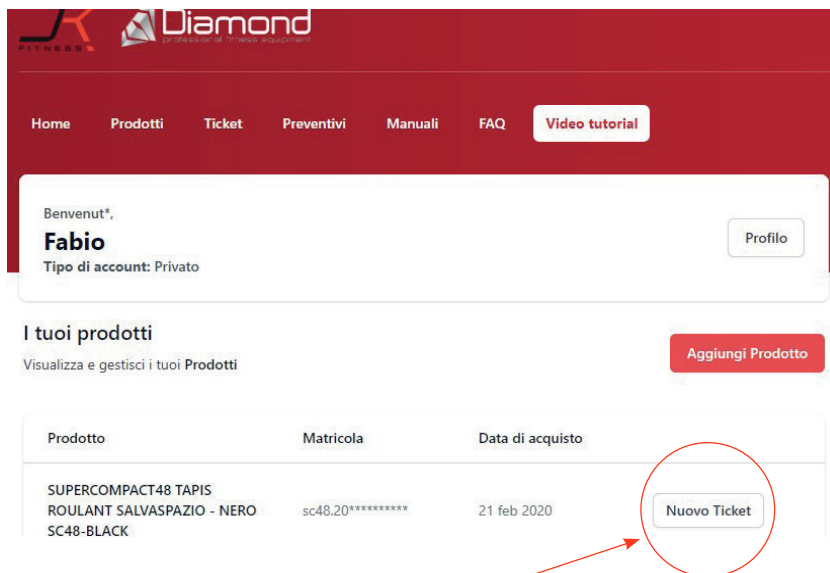 JK
FITNESS
Diamond
professional fitness equipment
Home Prodotti Ticket Preventivi Manuali FAQ Video tutorial
Benvenut*,
Fabio
Tipo di account: Privato
Profilo
I tuoi prodotti
Visualizza e gestisci i tuoi Prodotti
Aggiungi Prodotto
Prodotto Matricola Data di acquisto
SUPERCOMPACT48 TAPIS
ROULANT SALVASPAZIO - NERO
SC48-BLACK
sc48.20**********
21 feb 2020
Nuovo Ticket